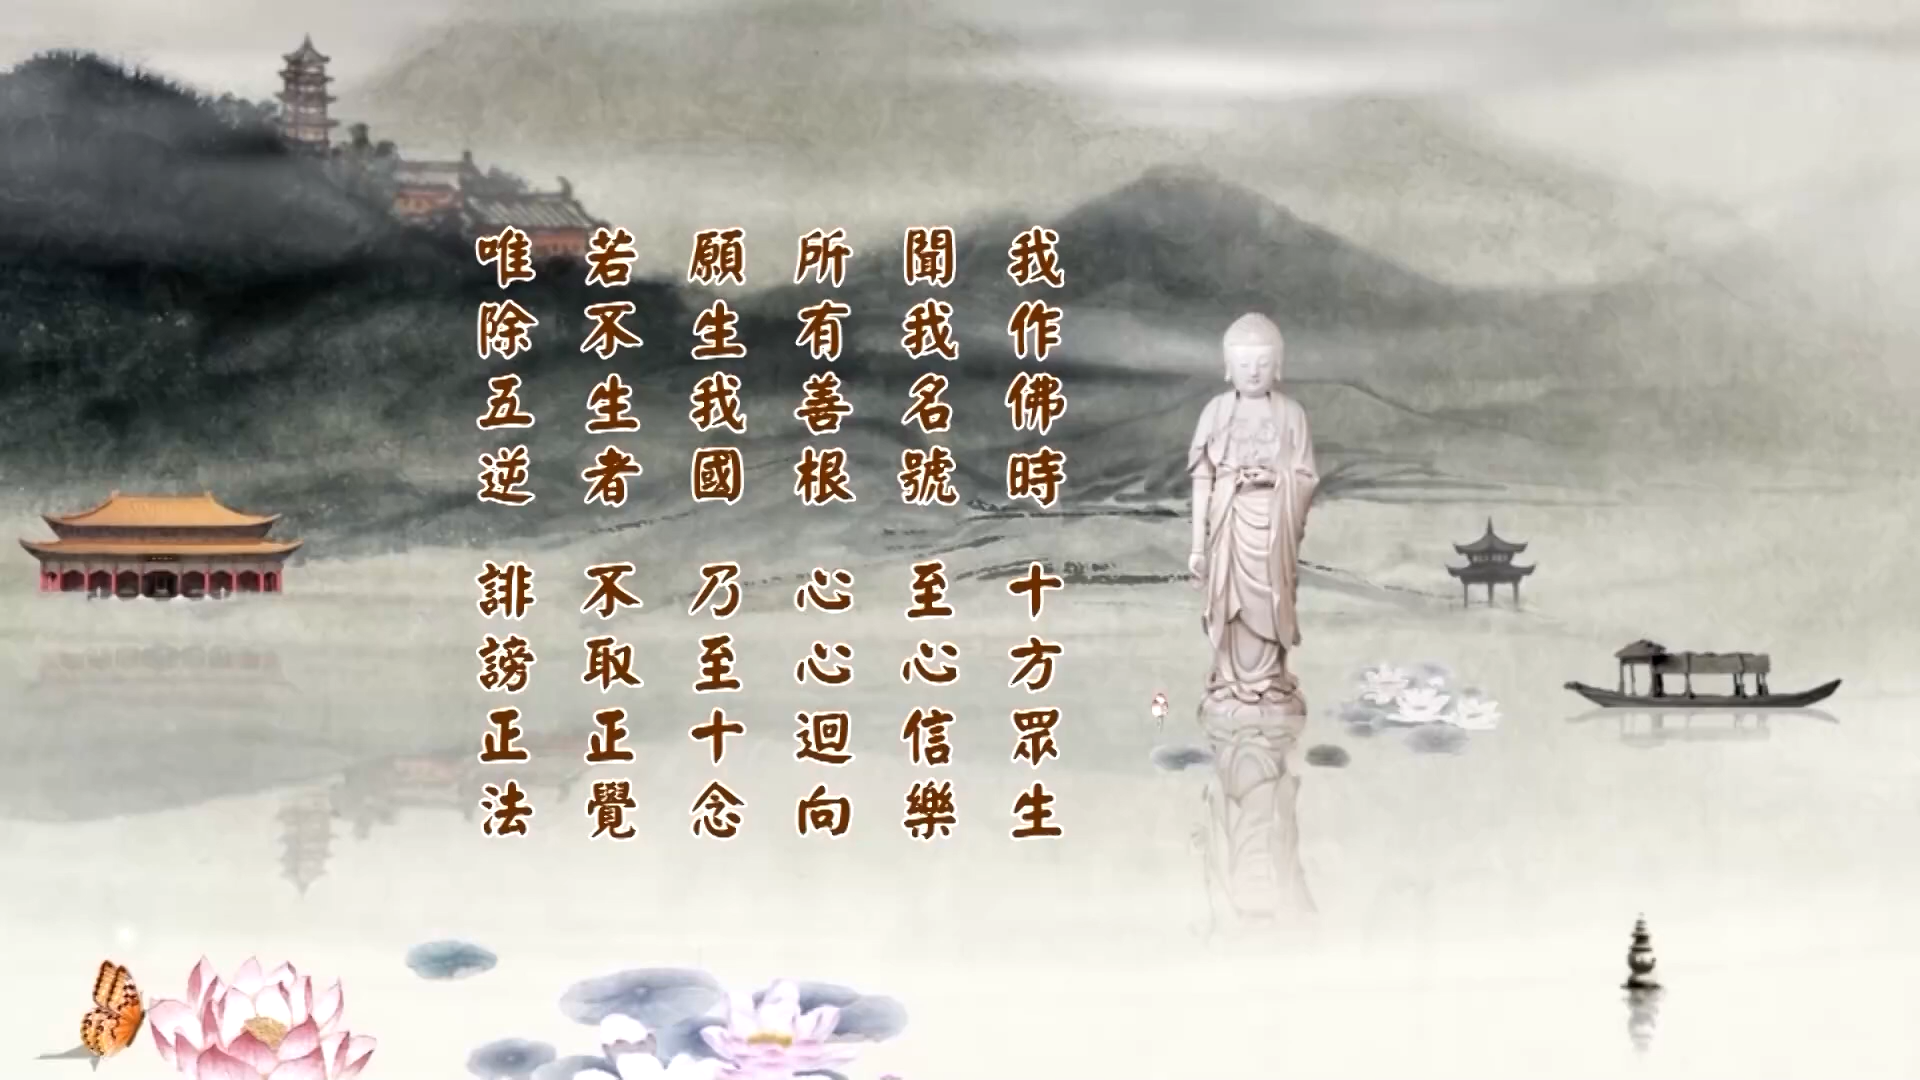 我作佛時 十方眾生
聞我名號 至心信樂
所有善根 心心迴向
願生我國 乃至十念
若不生者 不取正覺
唯除五逆 誹謗正法